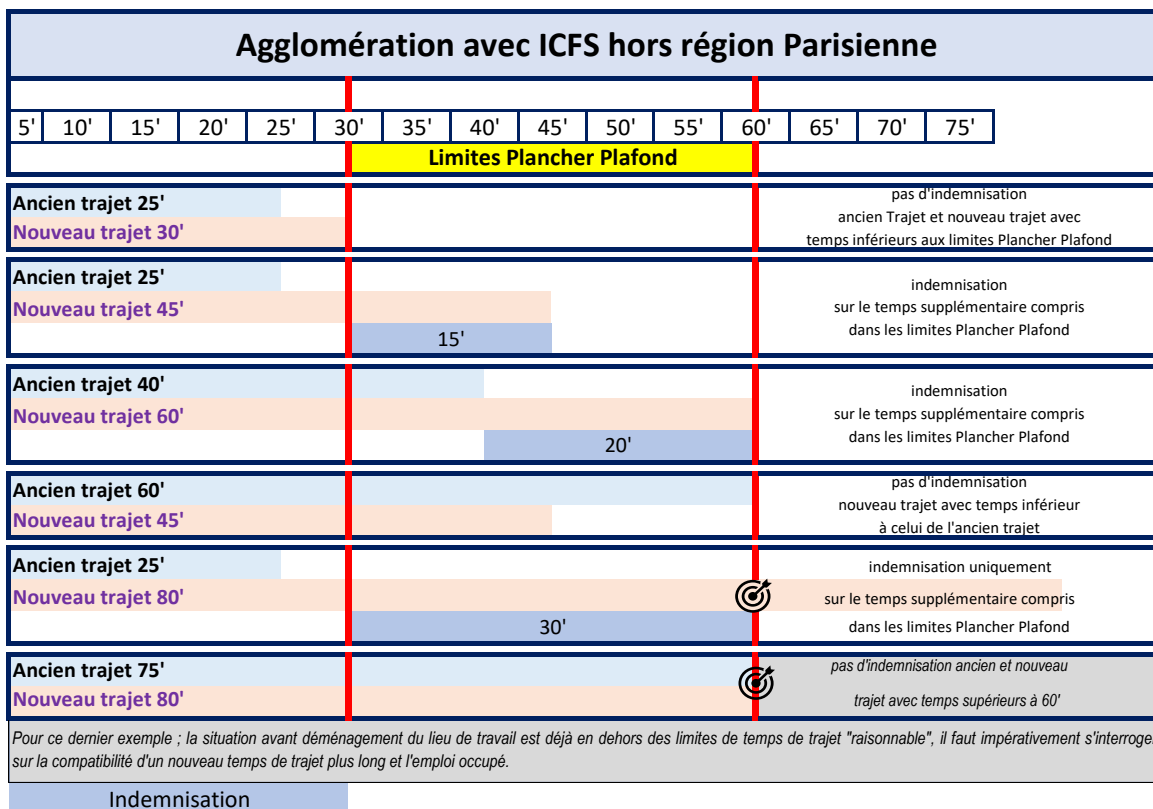 Agglomération avec ICFS hors région Parisienne
5' 10' 15' 20' 25' 30' 35' 40' 45' 50' 55' 60' 65' 70' 75'
Limites Plancher Plafond
Ancien trajet 25'
Nouveau trajet 30'
pas d'indemnisation
ancien Trajet et nouveau trajet avec
temps inférieurs aux limites Plancher Plafond
Ancien trajet 25'
Nouveau trajet 45'
15'
indemnisation
sur le temps supplémentaire compris
dans les limites Plancher Plafond
Ancien trajet 40'
Nouveau trajet 60'
20'
indemnisation
sur le temps supplémentaire compris
dans les limites Plancher Plafond
Ancien trajet 60'
Nouveau trajet 45'
pas d'indemnisation
nouveau trajet avec temps inférieur
à celui de l'ancien trajet
Ancien trajet 25'
Nouveau trajet 80'
30'
indemnisation uniquement
sur le temps supplémentaire compris
dans les limites Plancher Plafond
Ancien trajet 75'
Nouveau trajet 80'
pas d'indemnisation ancien et nouveau
trajet avec temps supérieurs à 60'
Pour ce dernier exemple ; la situation avant déménagement du lieu de travail est déjà en dehors des limites de temps de trajet "raisonnable", il faut impérativement s'interroge
sur la compatibilité d'un nouveau temps de trajet plus long et l'emploi occupé.
Indemnisation